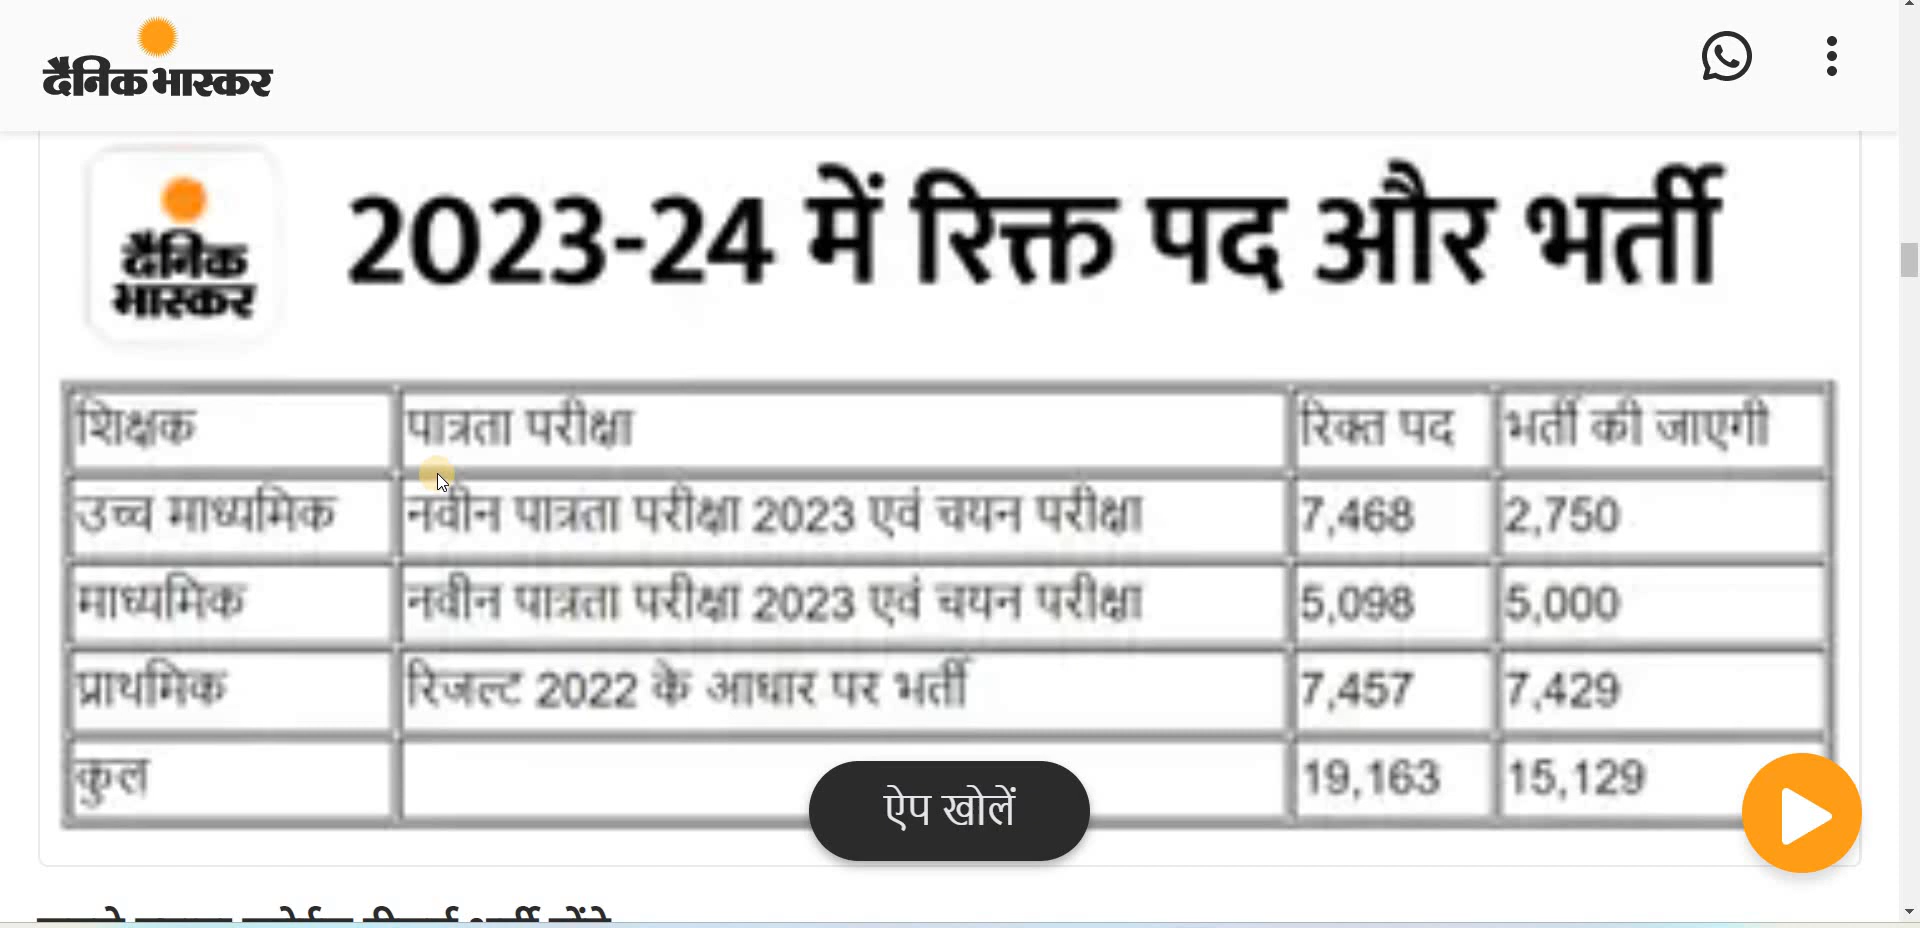 दैनिक भास्कर
दैनिक
भास्कर
2023-24 में रिक्त पद और भर्ती
शिक्षक पात्रता परीक्षा रिक्त पद भर्ती की जाएगी
उच्च माध्यमिक नवीन पात्रता परीक्षा 2023 एवं चयन परीक्षा 7,468 2,750
माध्यमिक नवीन पात्रता परीक्षा 2023 एवं चयन परीक्षा 5,098 5,000
प्राथमिक रिजल्ट 2022 के आधार पर भर्ती 7,457 7,429
कुल 19,163 15,129
ऐप खोलें